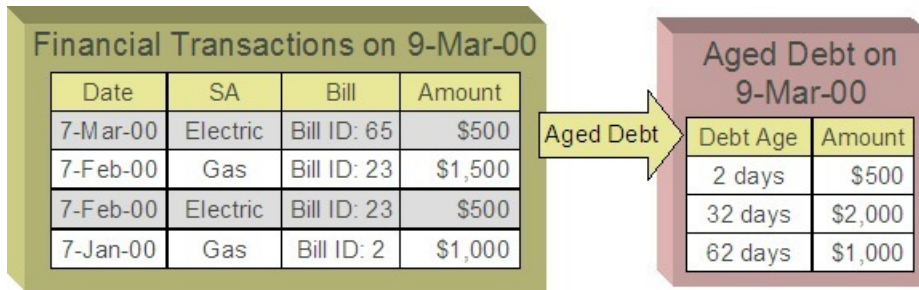 Financial Transactions on 9-Mar-00
Date SA Bill Amount
7-Mar-00 Electric Bill ID: 65 $500
7-Feb-00 Gas Bill ID: 23 $1,500
7-Feb-00 Electric Bill ID: 23 $500
7-Jan-00 Gas Bill ID: 2 $1,000
Aged Debt
Aged Debt on
9-Mar-00
Debt Age Amount
2 days $500
32 days $2,000
62 days $1,000